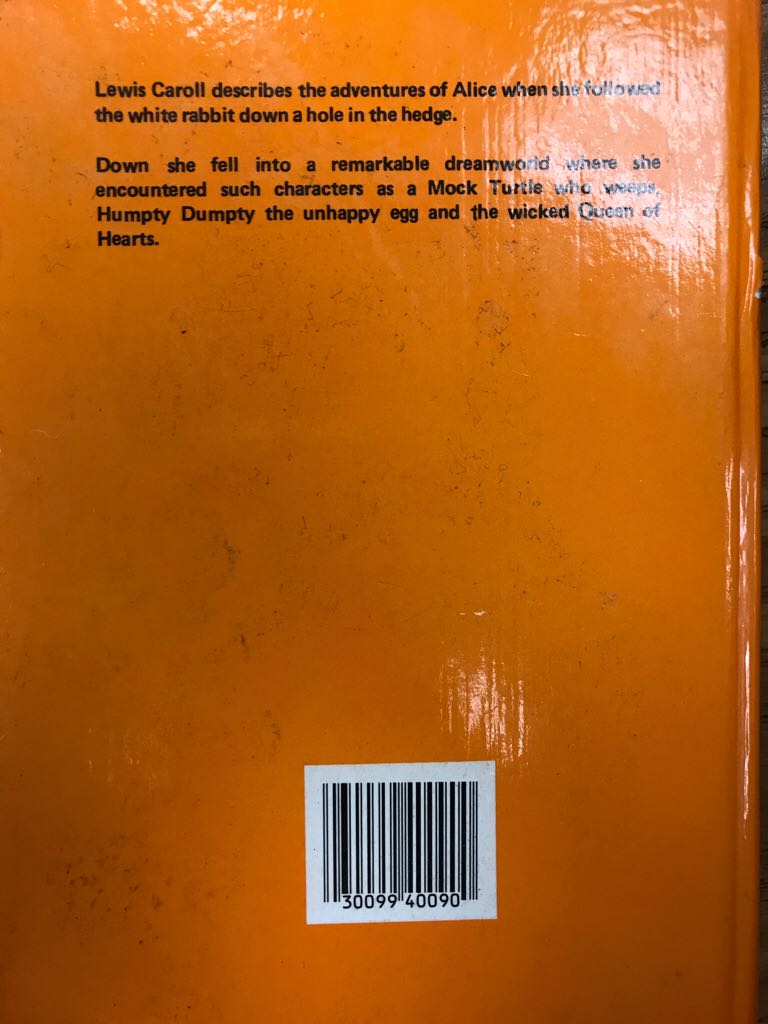 Lewis Caroll describes the adventures of Alice when she followed
the white rabbit down a hole in the hedge.
Down she fell into a remarkable dreamworld where she
encountered such characters as a Mock Turtle who weeps,
Humpty Dumpty the unhappy egg and the wicked Queen of
Hearts.
30099 40090